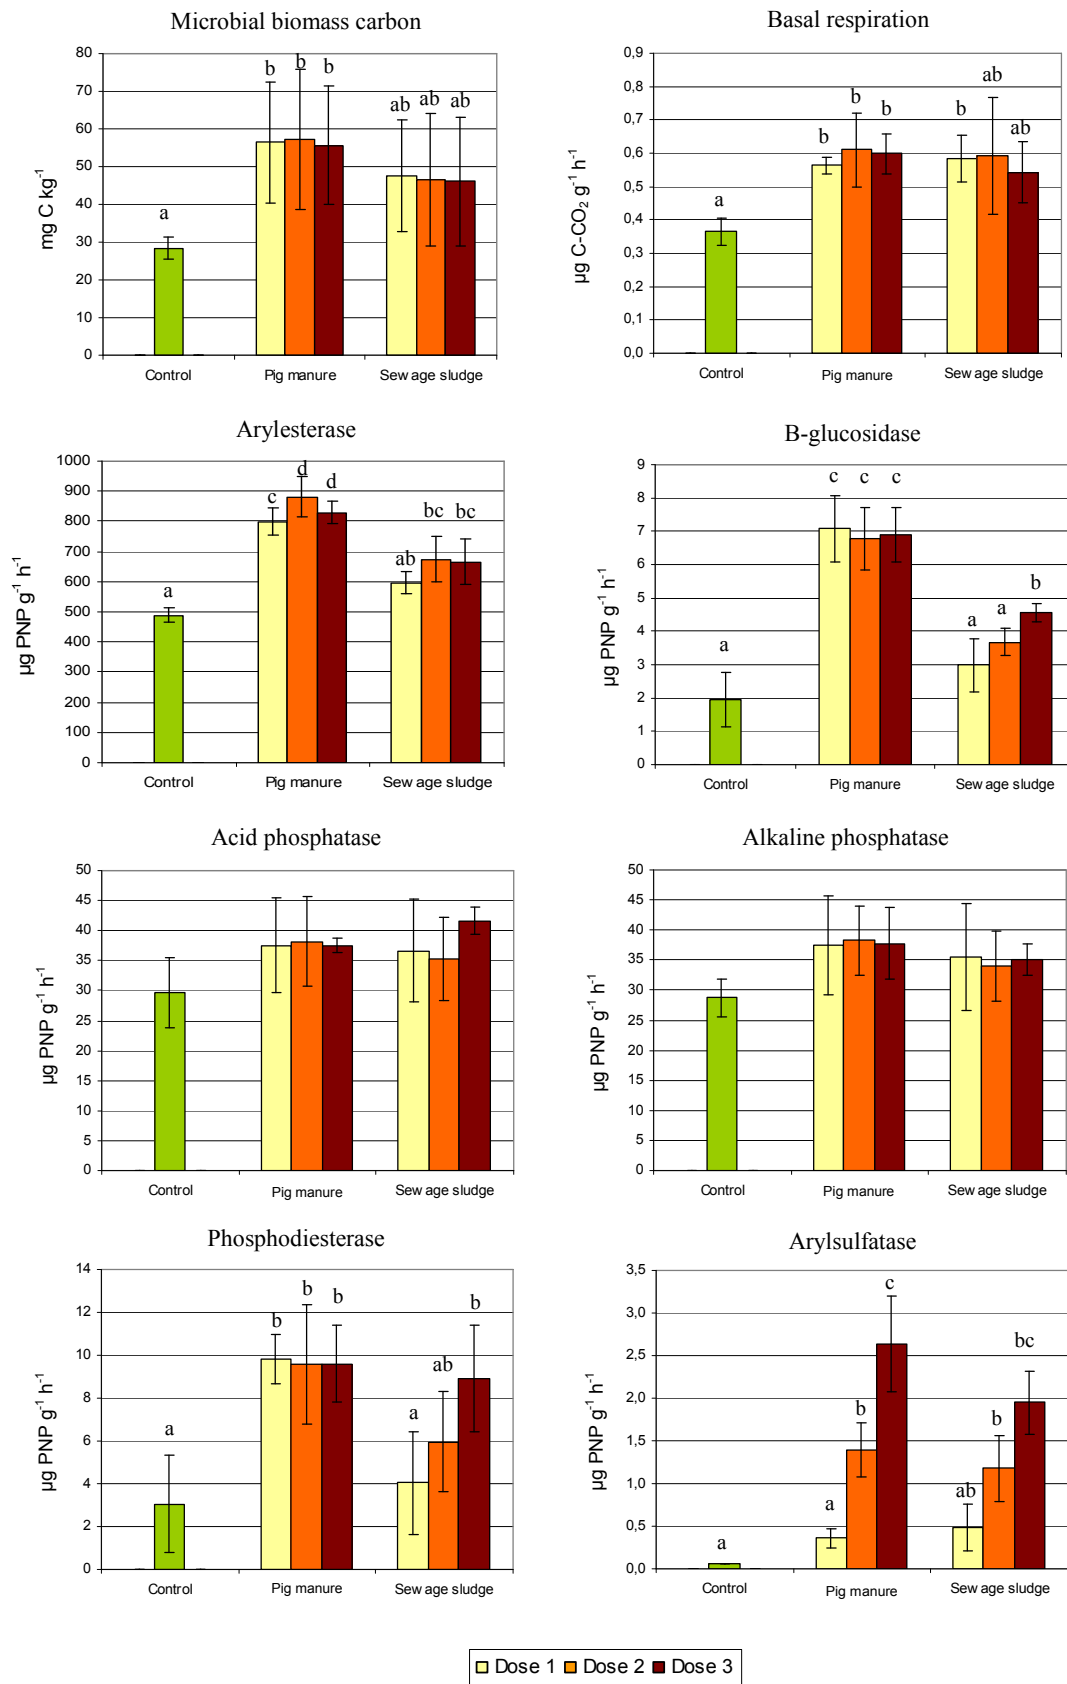 Microbial biomass carbon
80
70
60
50
40
30
20
10
0
mg C kg-1
a
b b b
ab ab ab
Control Pig manure Sew age sludge
Basal respiration
0,9
0,8
0,7
0,6
0,5
0,4
0,3
0,2
0,1
0,0
µg C-CO2 g-1 h-1
a
b b b
b ab ab
Control Pig manure Sew age sludge
Arylesterase
1000
900
800
700
600
500
400
300
200
100
0
µg PNP g-1 h-1
a
c d d
ab bc bc
Control Pig manure Sew age sludge
B-glucosidase
9
8
7
6
5
4
3
2
1
0
µg PNP g-1 h-1
a
c c c
a a b
Control Pig manure Sew age sludge
Acid phosphatase
50
45
40
35
30
25
20
15
10
5
0
µg PNP g-1 h-1
Control Pig manure Sew age sludge
Alkaline phosphatase
50
45
40
35
30
25
20
15
10
5
0
µg PNP g-1 h-1
Control Pig manure Sew age sludge
Phosphodiesterase
14
12
10
8
6
4
2
0
µg PNP g-1 h-1
a
b b b
a ab b
Control Pig manure Sew age sludge
Arylsulfatase
3,5
3,0
2,5
2,0
1,5
1,0
0,5
0,0
µg PNP g-1 h-1
a
a b c
ab b bc
Control Pig manure Sew age sludge
Dose 1 Dose 2 Dose 3